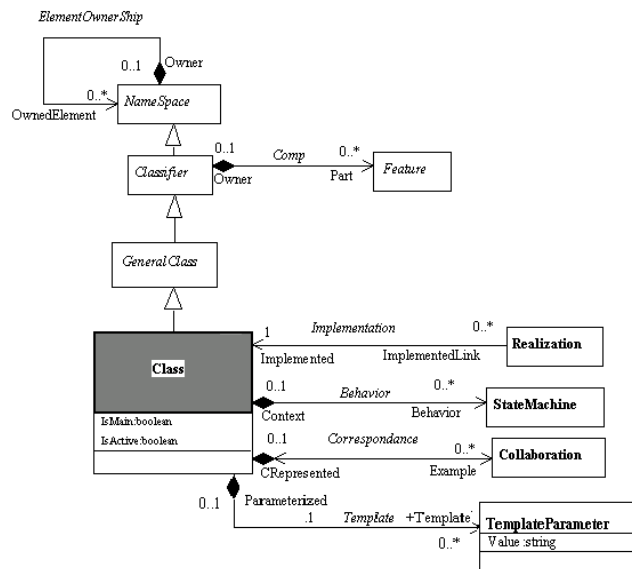 ElementOwnerShip
0..1
Owner
0..*
OwnedElement
NameSpace
0..1
Comp
0..*
Classifier
Owner
Part
Feature
GeneralClass
1
Implementation
0..*
Realization
Implemented
ImplementedLink
Class
0..1
Behavior
0..*
StateMachine
Context
Behavior
IsMain:boolean
IsActive:boolean
0..1
Correspondance
0..*
Collaboration
CRepresented
Example
0..1
Parameterized
.1
Template
+Template
0..*
TemplateParameter
Value :string